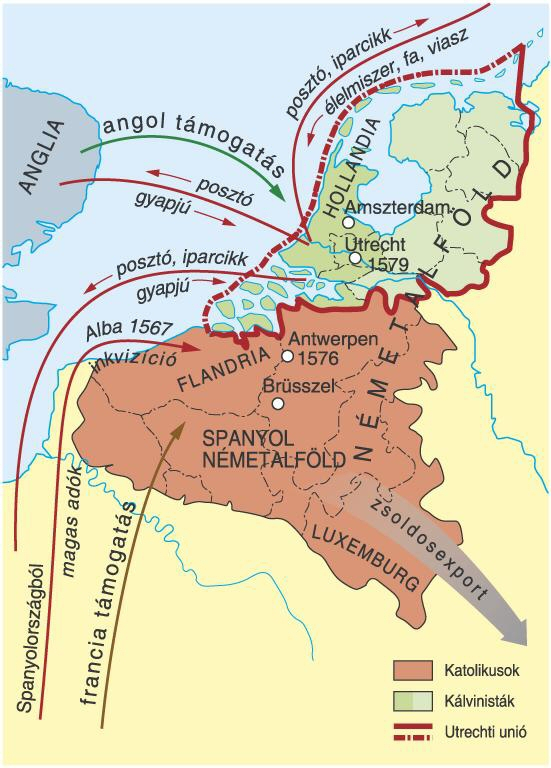 posztó, iparcikk
élelmiszer, fa, viasz
ANGLIA
angol támogatás
posztó
gyapjú
HOLLANDIA
Amszterdam
Utrecht
1579
NÉMETALFÖLD
posztó, iparcikk
gyapjú
Alba 1567
inkvizíció
FLANDRIA
Antwerpen
1576
Brüsszel
SPANYOL
NÉMETALFÖLD
LUXEMBURG
zsoldosexport
Spanyolországból
magas adók
francia támogatás
Katolikusok
Kálvinisták
Utrechti unió